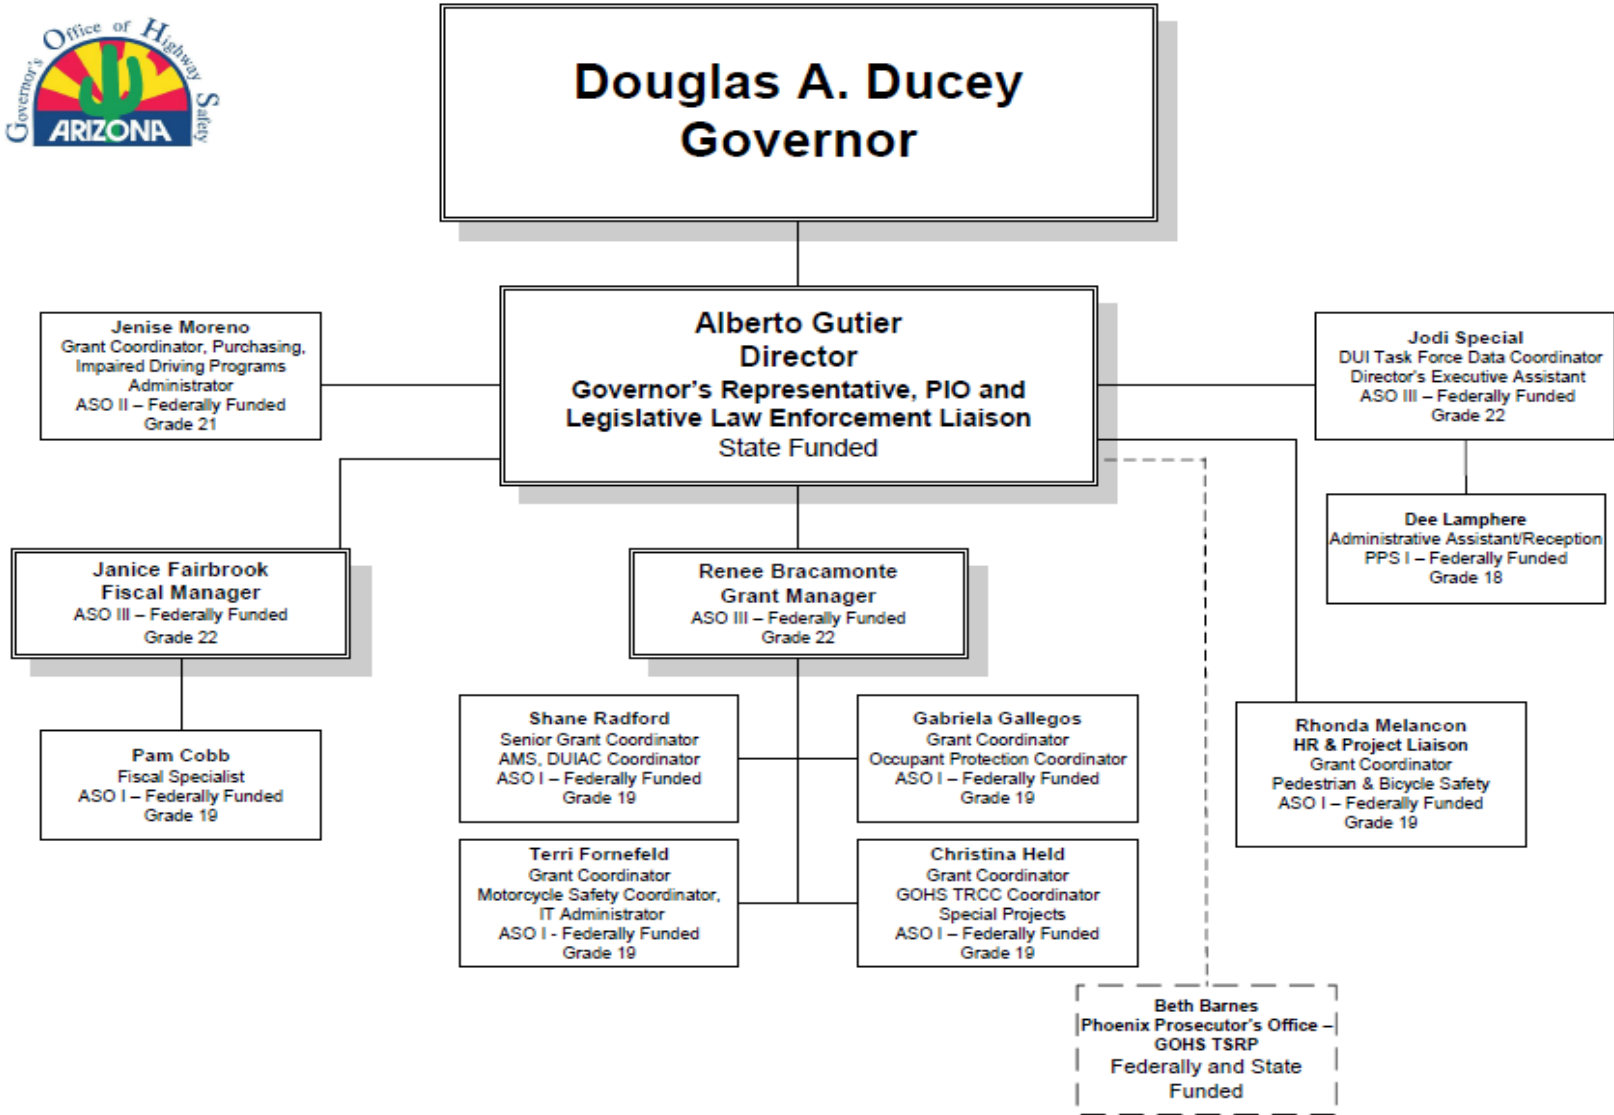 Governor's Office of Highway Safety
ARIZONA
Douglas A. Ducey
Governor
Alberto Gutier
Director
Governor's Representative, PIO and
Legislative Law Enforcement Liaison
State Funded
Jenise Moreno
Grant Coordinator, Purchasing,
Impaired Driving Programs
Administrator
ASO II – Federally Funded
Grade 21
Jodi Special
DUI Task Force Data Coordinator
Director's Executive Assistant
ASO III – Federally Funded
Grade 22
Dee Lamphere
Administrative Assistant/Reception
PPS I – Federally Funded
Grade 18
Janice Fairbrook
Fiscal Manager
ASO III – Federally Funded
Grade 22
Renee Bracamonte
Grant Manager
ASO III – Federally Funded
Grade 22
Pam Cobb
Fiscal Specialist
ASO I – Federally Funded
Grade 19
Shane Radford
Senior Grant Coordinator
AMS, DUIAC Coordinator
ASO I – Federally Funded
Grade 19
Gabriela Gallegos
Grant Coordinator
Occupant Protection Coordinator
ASO I – Federally Funded
Grade 19
Rhonda Melancon
HR & Project Liaison
Grant Coordinator
Pedestrian & Bicycle Safety
ASO I – Federally Funded
Grade 19
Terri Fornefeld
Grant Coordinator
Motorcycle Safety Coordinator,
IT Administrator
ASO I - Federally Funded
Grade 19
Christina Held
Grant Coordinator
GOHS TRCC Coordinator
Special Projects
ASO I – Federally Funded
Grade 19
Beth Barnes
Phoenix Prosecutor's Office –
GOHS TSRP
Federally and State
Funded